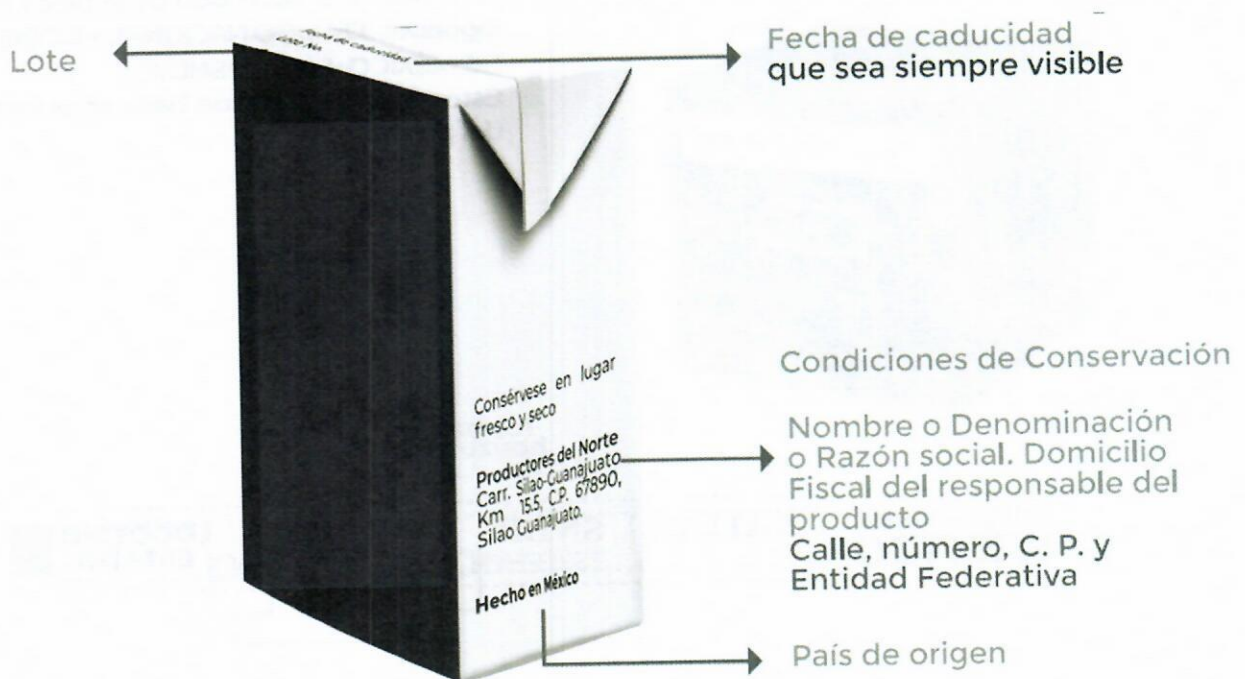 Lote
Fecha de caducidad
Lote No.
Fecha de caducidad
que sea siempre visible
Consérvese en lugar
fresco y seco
Productores del Norte
Carr. Silao-Guanajuato
Km 15.5, C.P. 67890,
Silao Guanajuato.
Hecho en México
Condiciones de Conservación
Nombre o Denominación
o Razón social. Domicilio
Fiscal del responsable del
producto
Calle, número, C. P. y
Entidad Federativa
País de origen